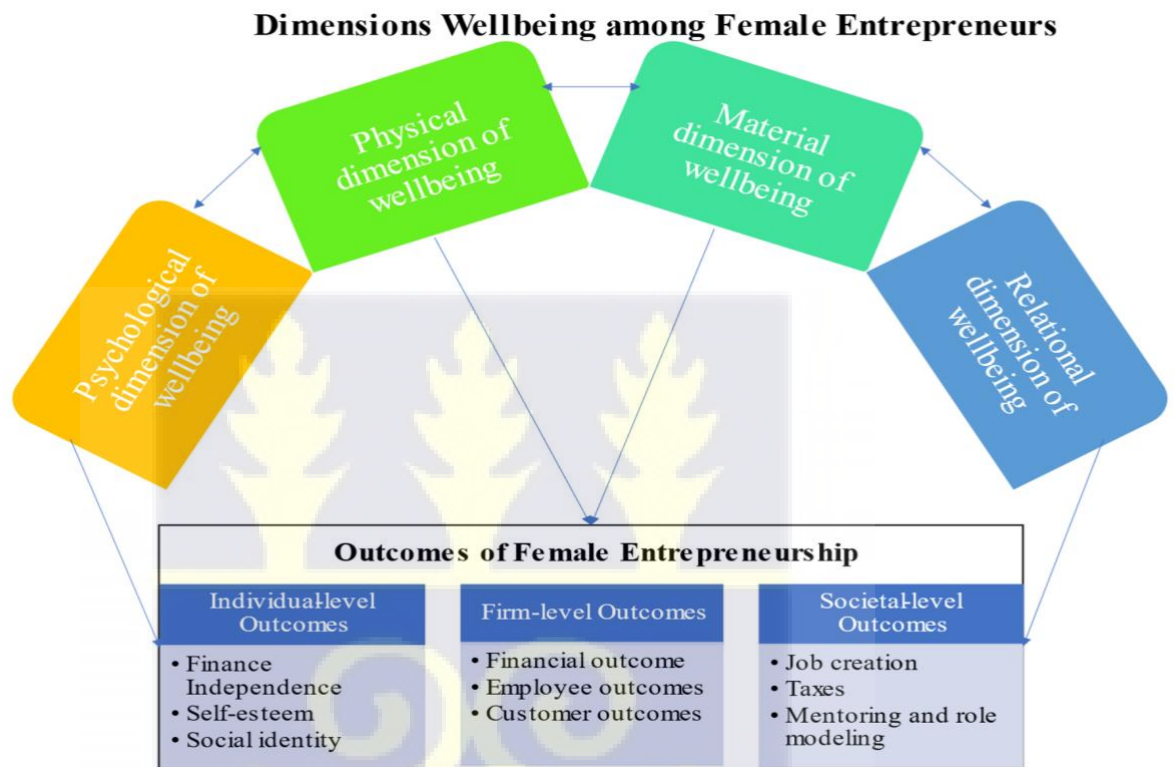 Dimensions Wellbeing among Female Entrepreneurs
Psychological
dimension of
wellbeing
Physical
dimension of
wellbeing
Material
dimension of
wellbeing
Relational
dimension of
wellbeing
Outcomes of Female Entrepreneurship
Individual-level
Outcomes
• Finance
Independence
• Self-esteem
• Social identity
Firm-level Outcomes
• Financial outcome
• Employee outcomes
• Customer outcomes
Societal-level
Outcomes
• Job creation
• Taxes
• Mentoring and role
modeling